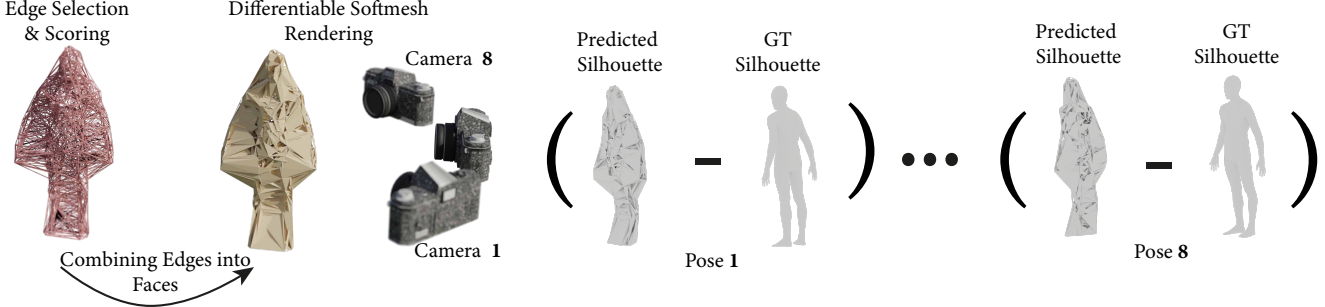 Edge Selection
& Scoring
Differentiable Softmesh
Rendering
Camera 8
Camera 1
Combining Edges into
Faces
Predicted
Silhouette
GT
Silhouette
( – )
Pose 1
•••
Predicted
Silhouette
GT
Silhouette
( – )
Pose 8